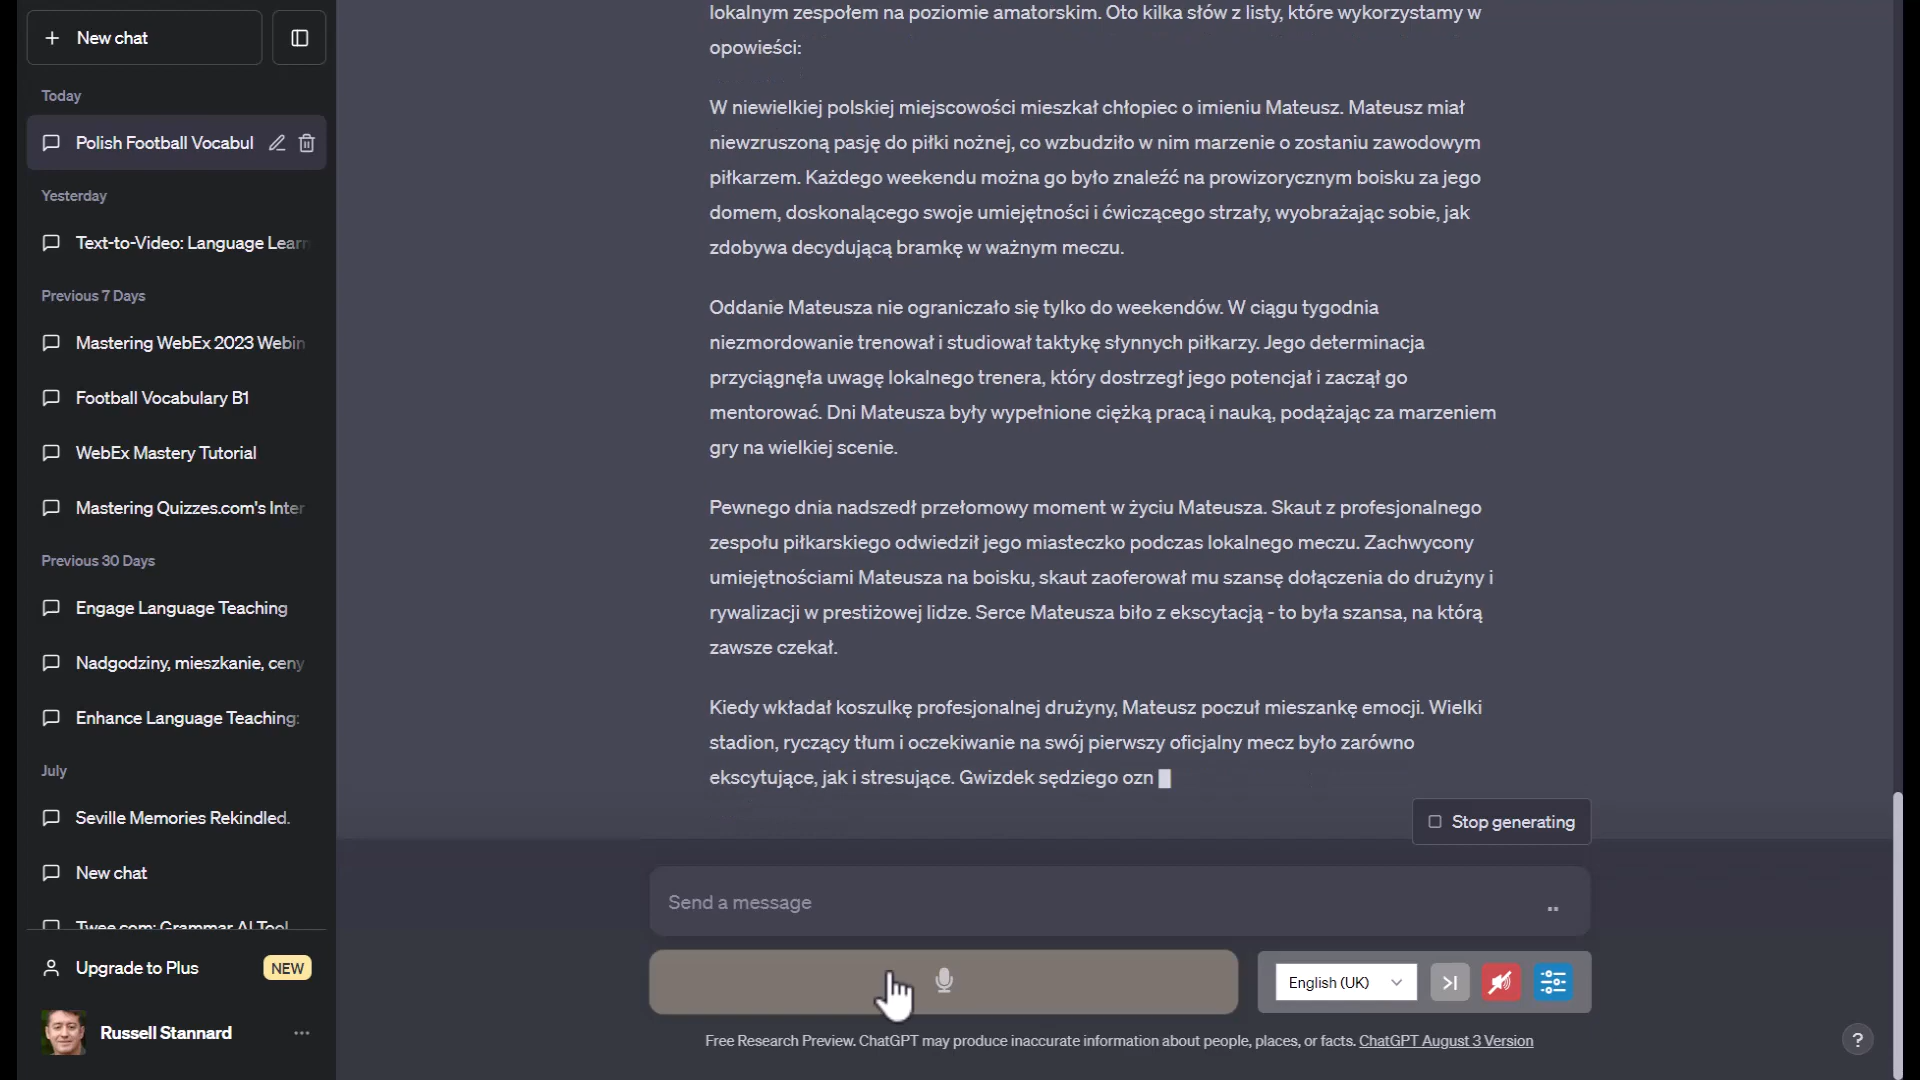 New chat
Today
Polish Football Vocabul
Yesterday
Text-to-Video: Language Learn
Previous 7 Days
Mastering WebEx 2023 Webin
Football Vocabulary B1
WebEx Mastery Tutorial
Mastering Quizzes.com's Inter
Previous 30 Days
Engage Language Teaching
Nadgodziny, mieszkanie, ceny
Enhance Language Teaching:
July
Seville Memories Rekindled.
New chat
Twee.com: Grammar AI Tool
Upgrade to Plus NEW
Russell Stannard
lokalnym zespołem na poziomie amatorskim. Oto kilka słów z listy, które wykorzystamy w
opowieści:
W niewielkiej polskiej miejscowości mieszkał chłopiec o imieniu Mateusz. Mateusz miał
niewzruszoną pasję do piłki nożnej, co wzbudziło w nim marzenie o zostaniu zawodowym
piłkarzem. Każdego weekendu można go było znaleźć na prowizorycznym boisku za jego
domem, doskonalącego swoje umiejętności i ćwiczącego strzały, wyobrażając sobie, jak
zdobywa decydującą bramkę w ważnym meczu.
Oddanie Mateusza nie ograniczało się tylko do weekendów. W ciągu tygodnia
niezmordowanie trenował i studiował taktykę słynnych piłkarzy. Jego determinacja
przyciągnęła uwagę lokalnego trenera, który dostrzegł jego potencjał i zaczął go
mentorować. Dni Mateusza były wypełnione ciężką pracą i nauką, podążając za marzeniem
gry na wielkiej scenie.
Pewnego dnia nadszedł przełomowy moment w życiu Mateusza. Skaut z profesjonalnego
zespołu piłkarskiego odwiedził jego miasteczko podczas lokalnego meczu. Zachwycony
umiejętnościami Mateusza na boisku, skaut zaoferował mu szansę dołączenia do drużyny i
rywalizacji w prestiżowej lidze. Serce Mateusza biło z ekscytacją - to była szansa, na którą
zawsze czekał.
Kiedy wkładał koszulkę profesjonalnej drużyny, Mateusz poczuł mieszankę emocji. Wielki
stadion, ryczący tłum i oczekiwanie na swój pierwszy oficjalny mecz było zarówno
ekscytujące, jak i stresujące. Gwizdek sędziego ozn
Stop generating
Send a message
English (UK)
Free Research Preview. ChatGPT may produce inaccurate information about people, places, or facts. ChatGPT August 3 Version
?